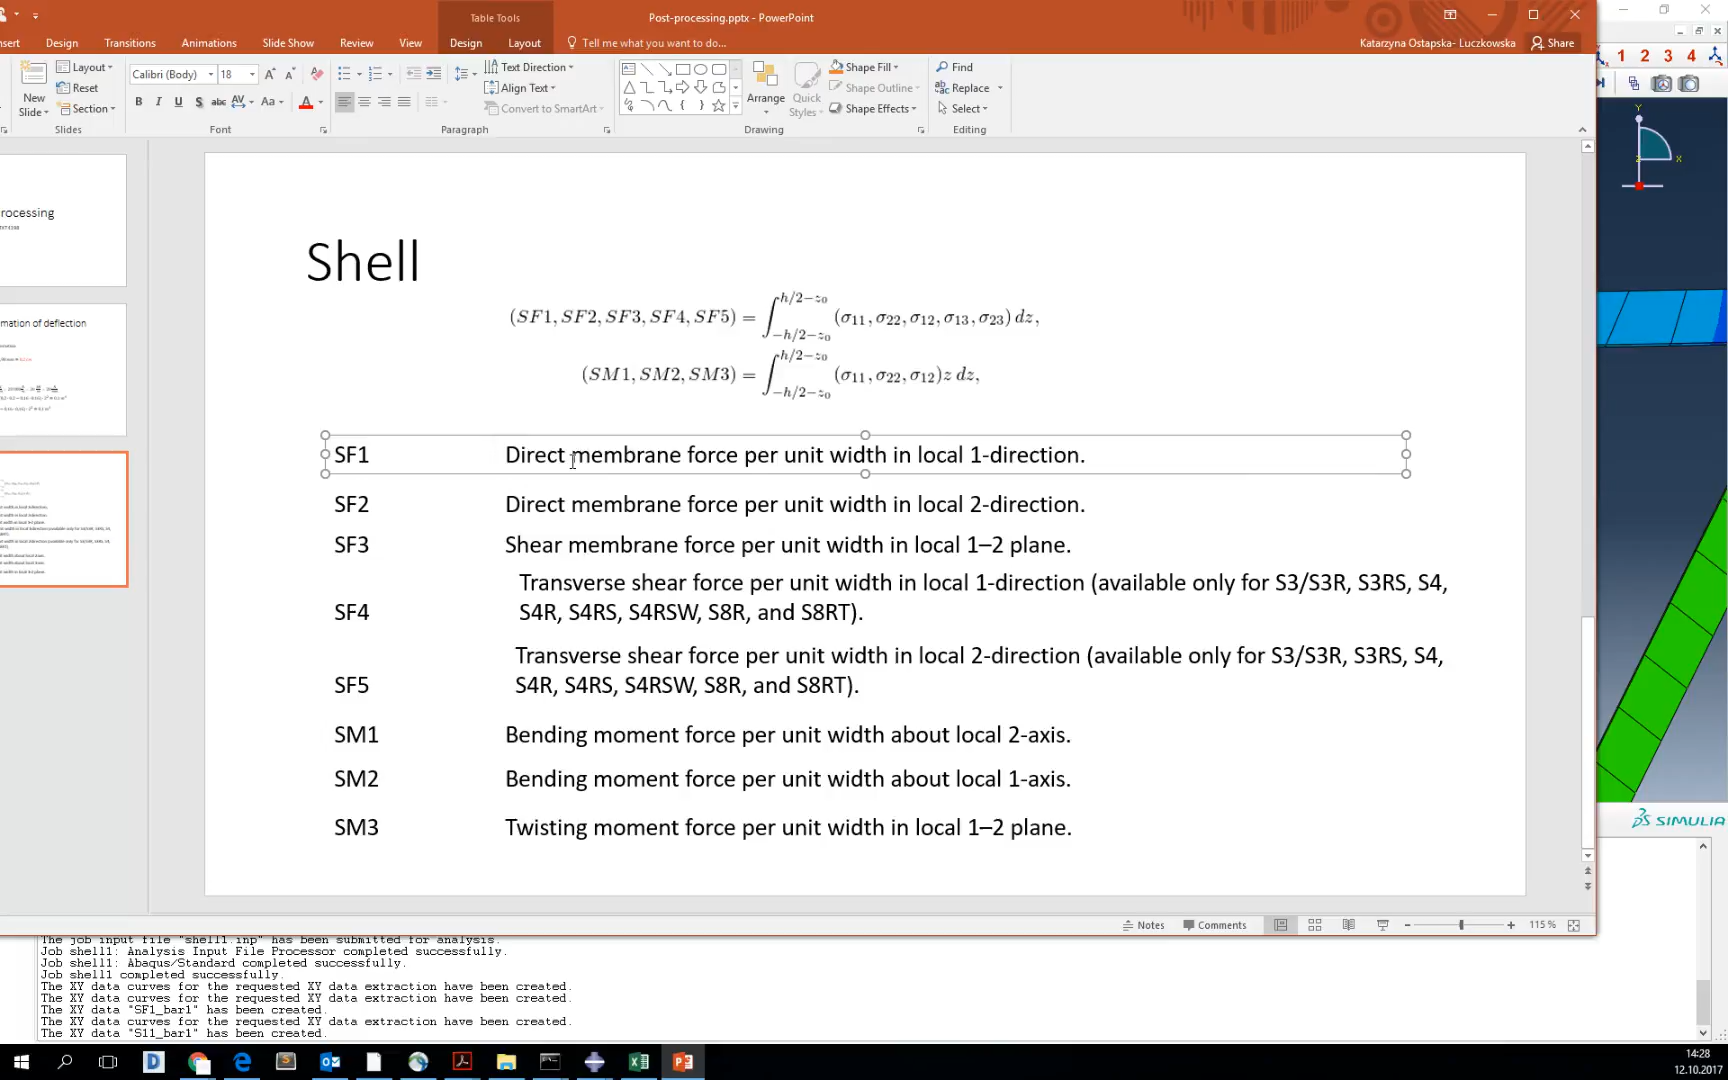 Table Tools
Post-processing.pptx - PowerPoint
Design
Transitions
Animations
Slide Show
Review
View
Design
Layout
Tell me what you want to do...
Katarzyna Ostapska- Luczkowska
Share
New
Slide
Layout
Reset
Section
Slides
Calibri (Body)
18
B I U S abc AV Aa A
Font
Text Direction
Align Text
Convert to SmartArt
Paragraph
Arrange
Quick
Styles
Shape Fill
Shape Outline
Shape Effects
Drawing
Find
Replace
Select
Editing
1 2 3 4
Y
X
rocessing
mation of deflection
Shell
(SF1, SF2, SF3, SF4, SF5) = ∫_{-h/2-z₀}^{h/2-z₀} (σ₁₁, σ₂₂, σ₁₂, σ₁₃, σ₂₃) dz,
(SM1, SM2, SM3) = ∫_{-h/2-z₀}^{h/2-z₀} (σ₁₁, σ₂₂, σ₁₂)z dz,
SF1 Direct membrane force per unit width in local 1-direction.
SF2 Direct membrane force per unit width in local 2-direction.
SF3 Shear membrane force per unit width in local 1–2 plane.
Transverse shear force per unit width in local 1-direction (available only for S3/S3R, S3RS, S4,
SF4 S4R, S4RS, S4RSW, S8R, and S8RT).
Transverse shear force per unit width in local 2-direction (available only for S3/S3R, S3RS, S4,
SF5 S4R, S4RS, S4RSW, S8R, and S8RT).
SM1 Bending moment force per unit width about local 2-axis.
SM2 Bending moment force per unit width about local 1-axis.
SM3 Twisting moment force per unit width in local 1–2 plane.
SIMULIA
Notes
Comments
115 %
The job input file "shell1.inp" has been submitted for analysis.
Job shell1: Analysis Input File Processor completed successfully.
Job shell1: Abaqus/Standard completed successfully.
Job shell1 completed successfully.
The XY data curves for the requested XY data extraction have been created.
The XY data curves for the requested XY data extraction have been created.
The XY data "SF1_bar1" has been created.
The XY data curves for the requested XY data extraction have been created.
The XY data "S11_bar1" has been created.
14:28
12.10.2017